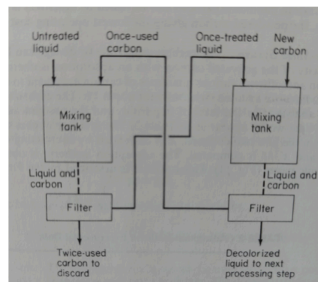 Untreated
liquid
Once-used
carbon
Once-treated
liquid
New
carbon
Mixing
tank
Mixing
tank
Liquid and
carbon
Liquid and
carbon
Filter
Filter
Twice-used
carbon to
discard
Decolorized
liquid to next
processing step